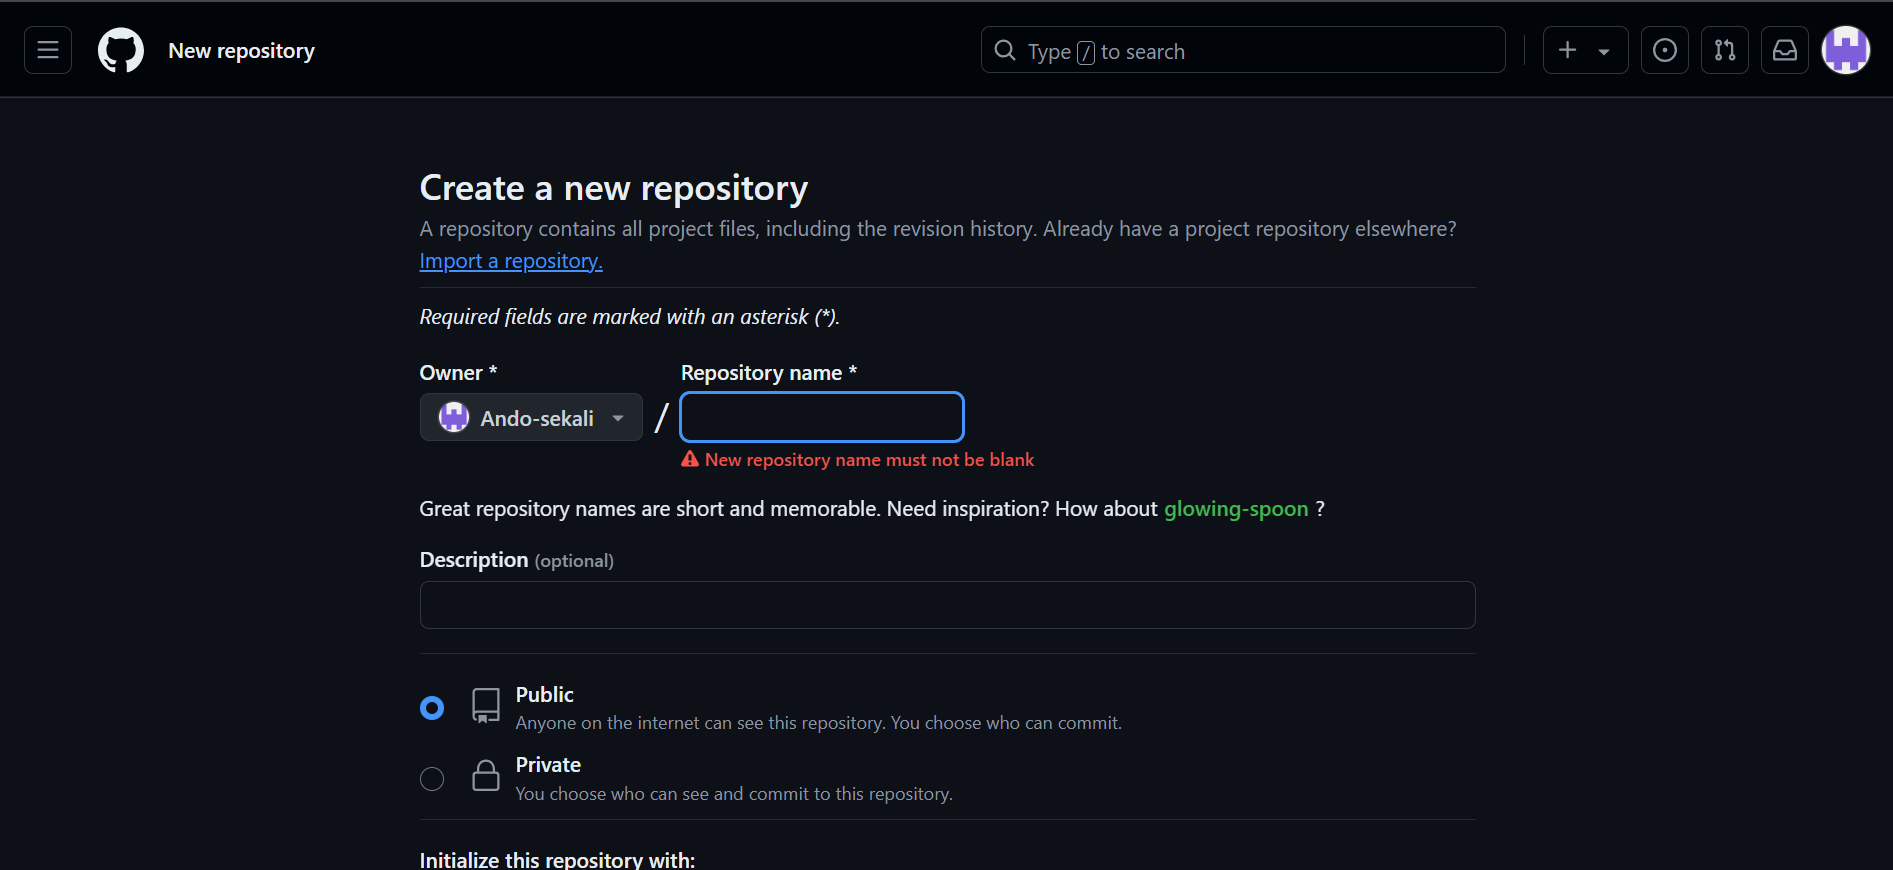 New repository
Type / to search
Create a new repository
A repository contains all project files, including the revision history. Already have a project repository elsewhere?
Import a repository.
Required fields are marked with an asterisk (*).
Owner * Repository name *
Ando-sekali /
New repository name must not be blank
Great repository names are short and memorable. Need inspiration? How about glowing-spoon ?
Description (optional)
Public
Anyone on the internet can see this repository. You choose who can commit.
Private
You choose who can see and commit to this repository.
Initialize this repository with: